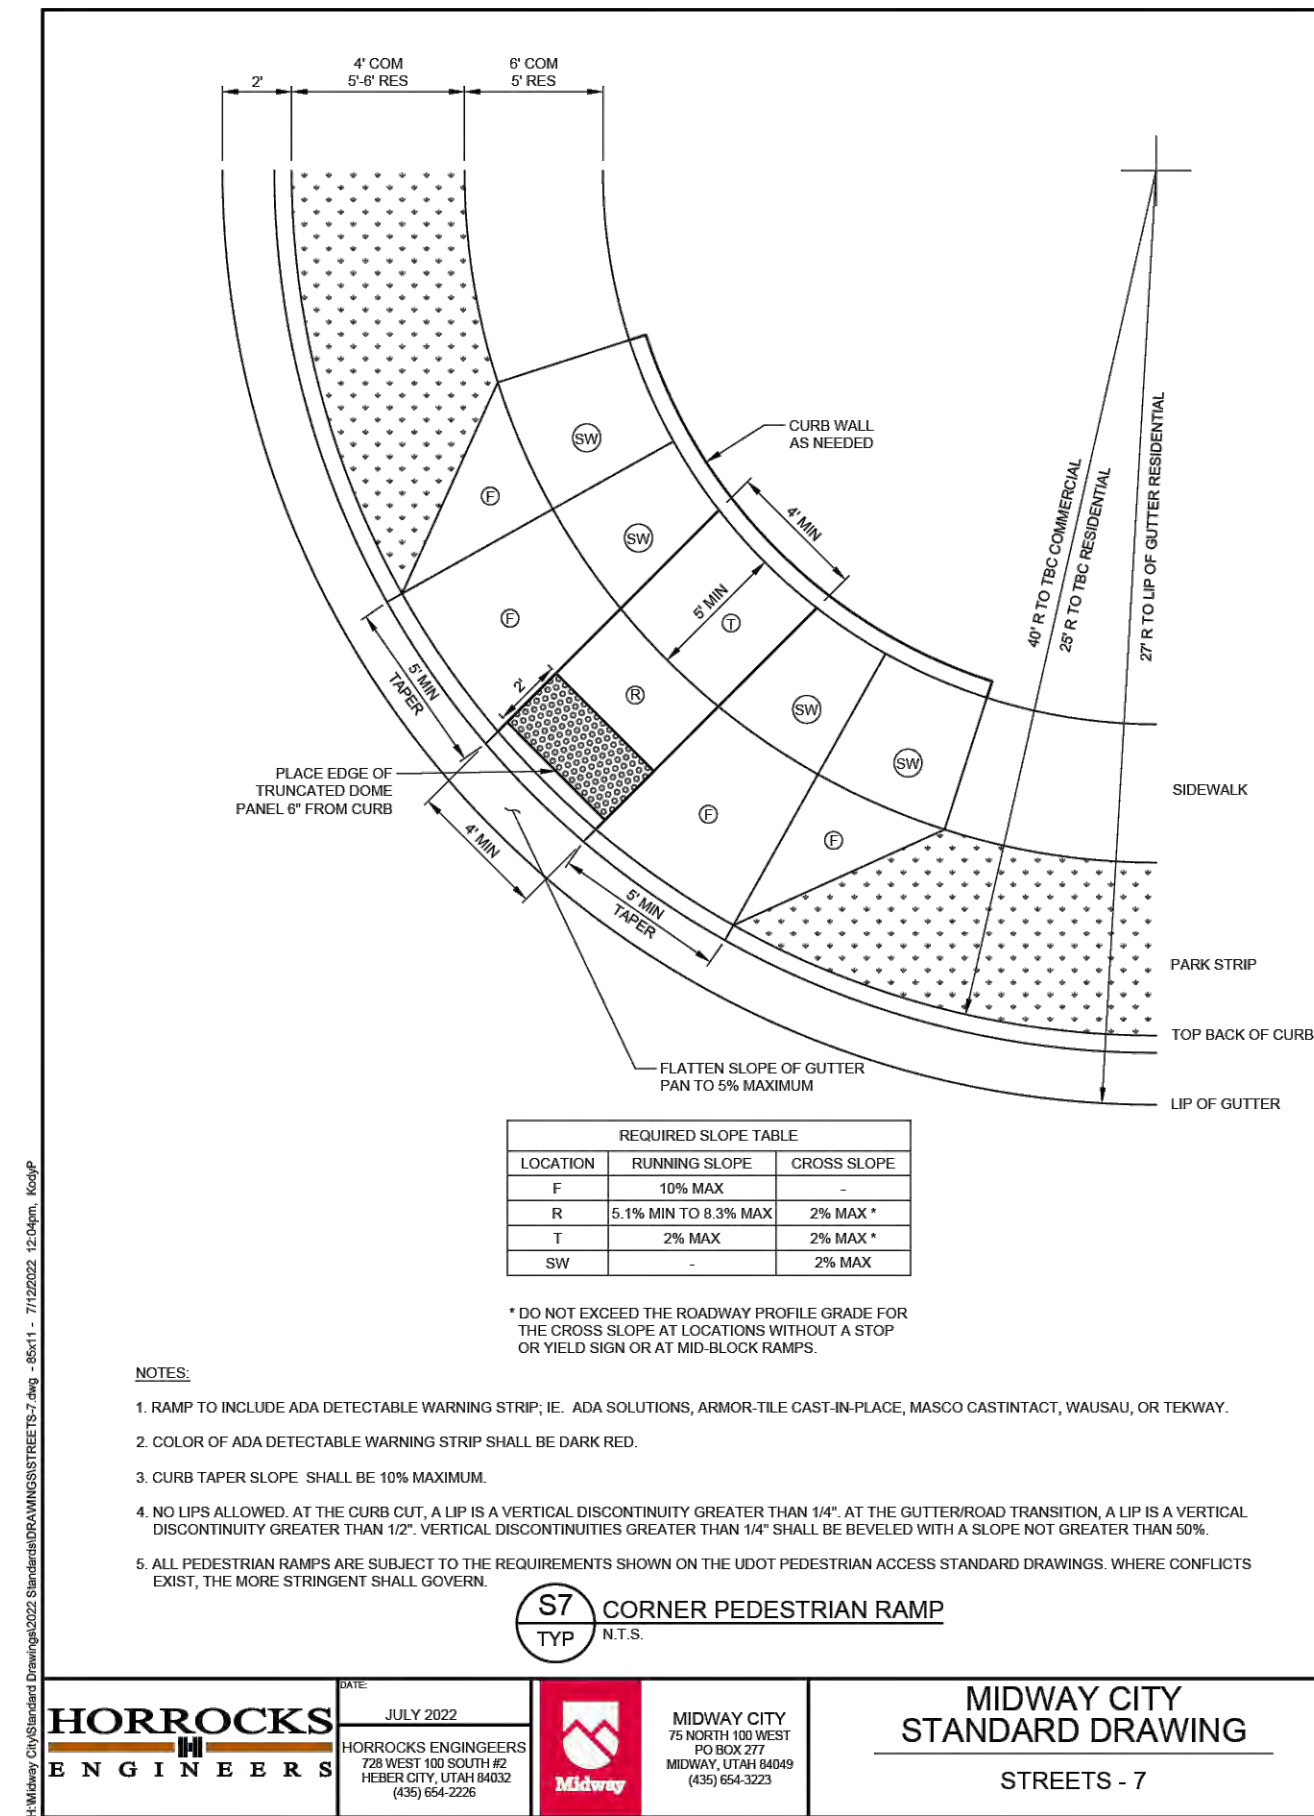 2'
4' COM
5'-6' RES
6' COM
5' RES
CURB WALL
AS NEEDED
4' MIN
40' R TO TBC COMMERCIAL
25' R TO TBC RESIDENTIAL
27' R TO LIP OF GUTTER RESIDENTIAL
SW
F
SW
F
5' MIN
T
R
2'
5' MIN
TAPER
SW
SW
F
F
PLACE EDGE OF
TRUNCATED DOME
PANEL 6" FROM CURB
4' MIN
5' MIN
TAPER
SIDEWALK
PARK STRIP
TOP BACK OF CURB
LIP OF GUTTER
FLATTEN SLOPE OF GUTTER
PAN TO 5% MAXIMUM
REQUIRED SLOPE TABLE
LOCATION RUNNING SLOPE CROSS SLOPE
F 10% MAX -
R 5.1% MIN TO 8.3% MAX 2% MAX *
T 2% MAX 2% MAX *
SW - 2% MAX
* DO NOT EXCEED THE ROADWAY PROFILE GRADE FOR
THE CROSS SLOPE AT LOCATIONS WITHOUT A STOP
OR YIELD SIGN OR AT MID-BLOCK RAMPS.
NOTES:
1. RAMP TO INCLUDE ADA DETECTABLE WARNING STRIP; IE. ADA SOLUTIONS, ARMOR-TILE CAST-IN-PLACE, MASCO CASTINTACT, WAUSAU, OR TEKWAY.
2. COLOR OF ADA DETECTABLE WARNING STRIP SHALL BE DARK RED.
3. CURB TAPER SLOPE SHALL BE 10% MAXIMUM.
4. NO LIPS ALLOWED. AT THE CURB CUT, A LIP IS A VERTICAL DISCONTINUITY GREATER THAN 1/4". AT THE GUTTER/ROAD TRANSITION, A LIP IS A VERTICAL
DISCONTINUITY GREATER THAN 1/2". VERTICAL DISCONTINUITIES GREATER THAN 1/4" SHALL BE BEVELED WITH A SLOPE NOT GREATER THAN 50%.
5. ALL PEDESTRIAN RAMPS ARE SUBJECT TO THE REQUIREMENTS SHOWN ON THE UDOT PEDESTRIAN ACCESS STANDARD DRAWINGS. WHERE CONFLICTS
EXIST, THE MORE STRINGENT SHALL GOVERN.
S7
TYP
CORNER PEDESTRIAN RAMP
N.T.S.
H:\Midway City\Standard Drawings\2022 Standards\DRAWINGS\STREETS-7.dwg - 85x11 - 7/12/2022 12:04pm, KodyP
HORROCKS
ENGINEERS
DATE:
JULY 2022
HORROCKS ENGINGEERS
728 WEST 100 SOUTH #2
HEBER CITY, UTAH 84032
(435) 654-2226
Midway
MIDWAY CITY
75 NORTH 100 WEST
PO BOX 277
MIDWAY, UTAH 84049
(435) 654-3223
MIDWAY CITY
STANDARD DRAWING
STREETS - 7